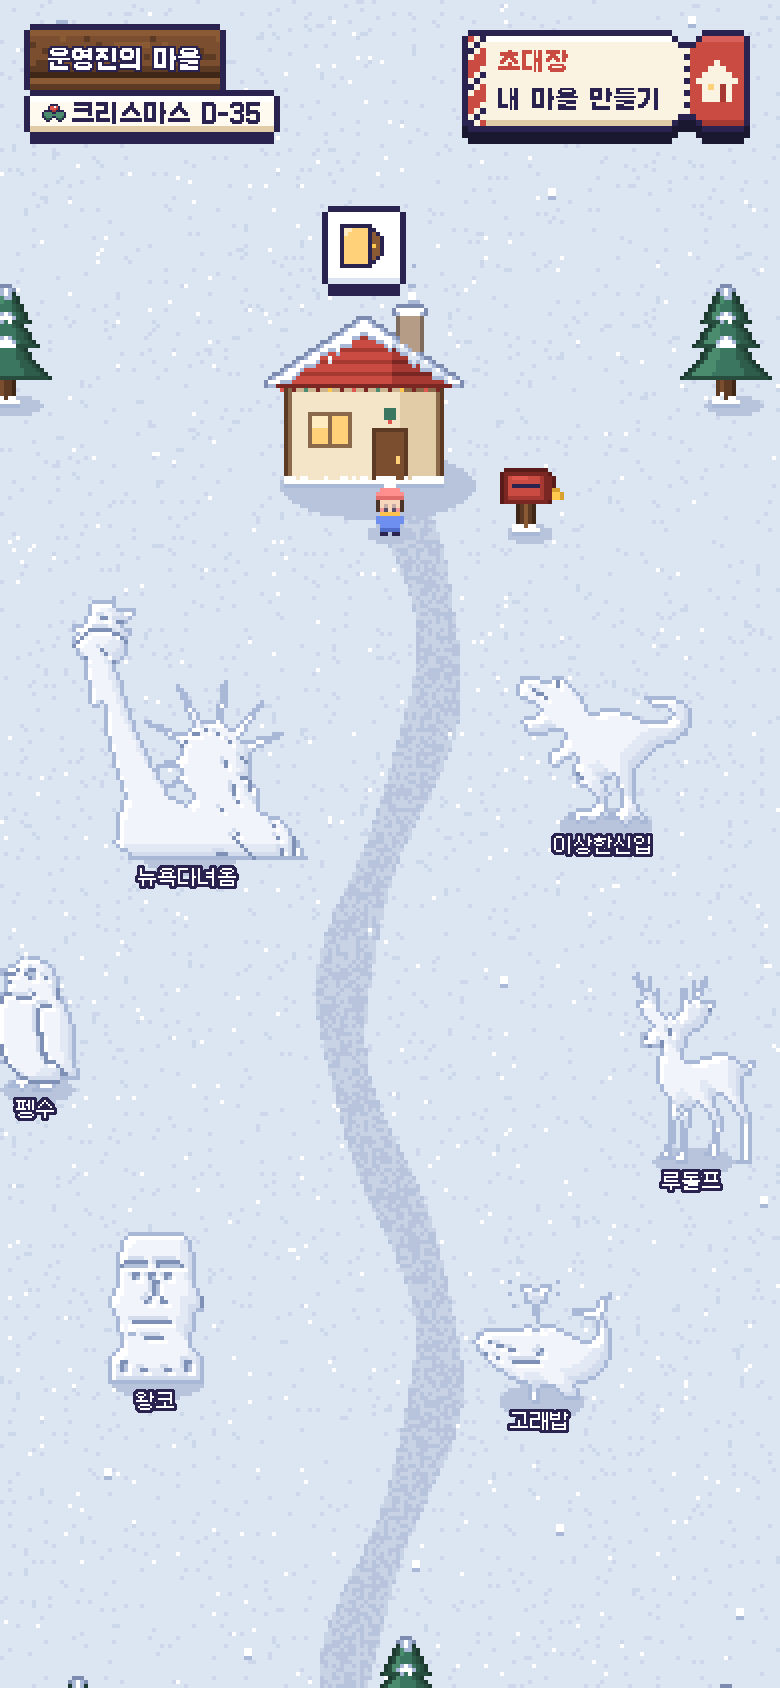 운영진의 마을
크리스마스 D-35
초대장
내 마을 만들기
뉴욕더너옴
이상한신입
펭수
루돌프
왕코
고래밥